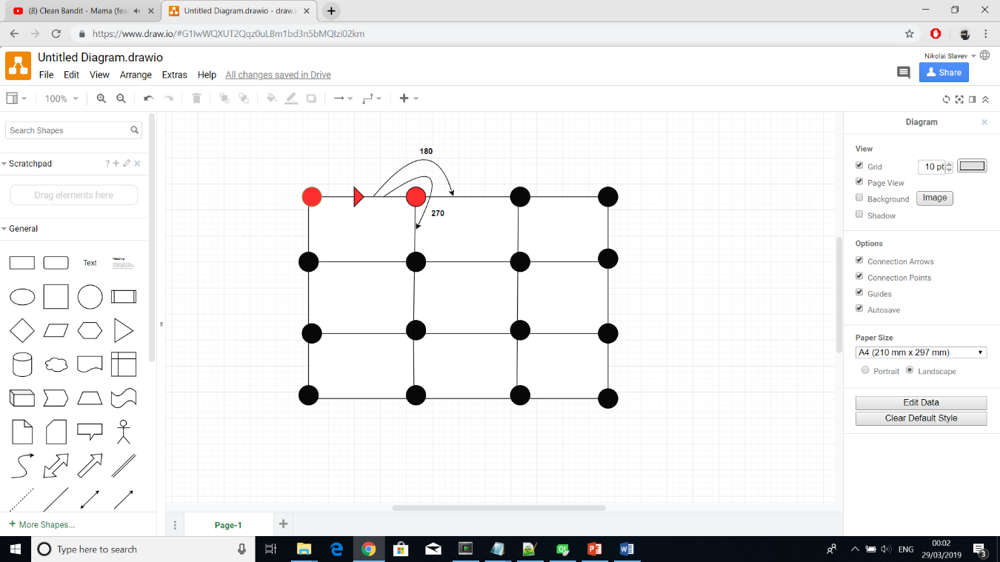 (8) Clean Bandit - Mama (fea
Untitled Diagram.drawio - draw.i
https://www.draw.io/#G1IwWQXUT2Qqz0uLBm1bd3n5bMQIzi02km
Untitled Diagram.drawio
Nikolai Slavev
File Edit View Arrange Extras Help All changes saved in Drive
Share
100%
Search Shapes
Diagram
View
Scratchpad
?
Grid
10 pt
180
Page View
Drag elements here
Background
Image
270
Shadow
General
Options
Text
Heading
Connection Arrows
Connection Points
Guides
Autosave
Paper Size
A4 (210 mm x 297 mm)
Portrait
Landscape
Edit Data
Clear Default Style
+ More Shapes...
Page-1
Type here to search
ENG
00:02
29/03/2019
3